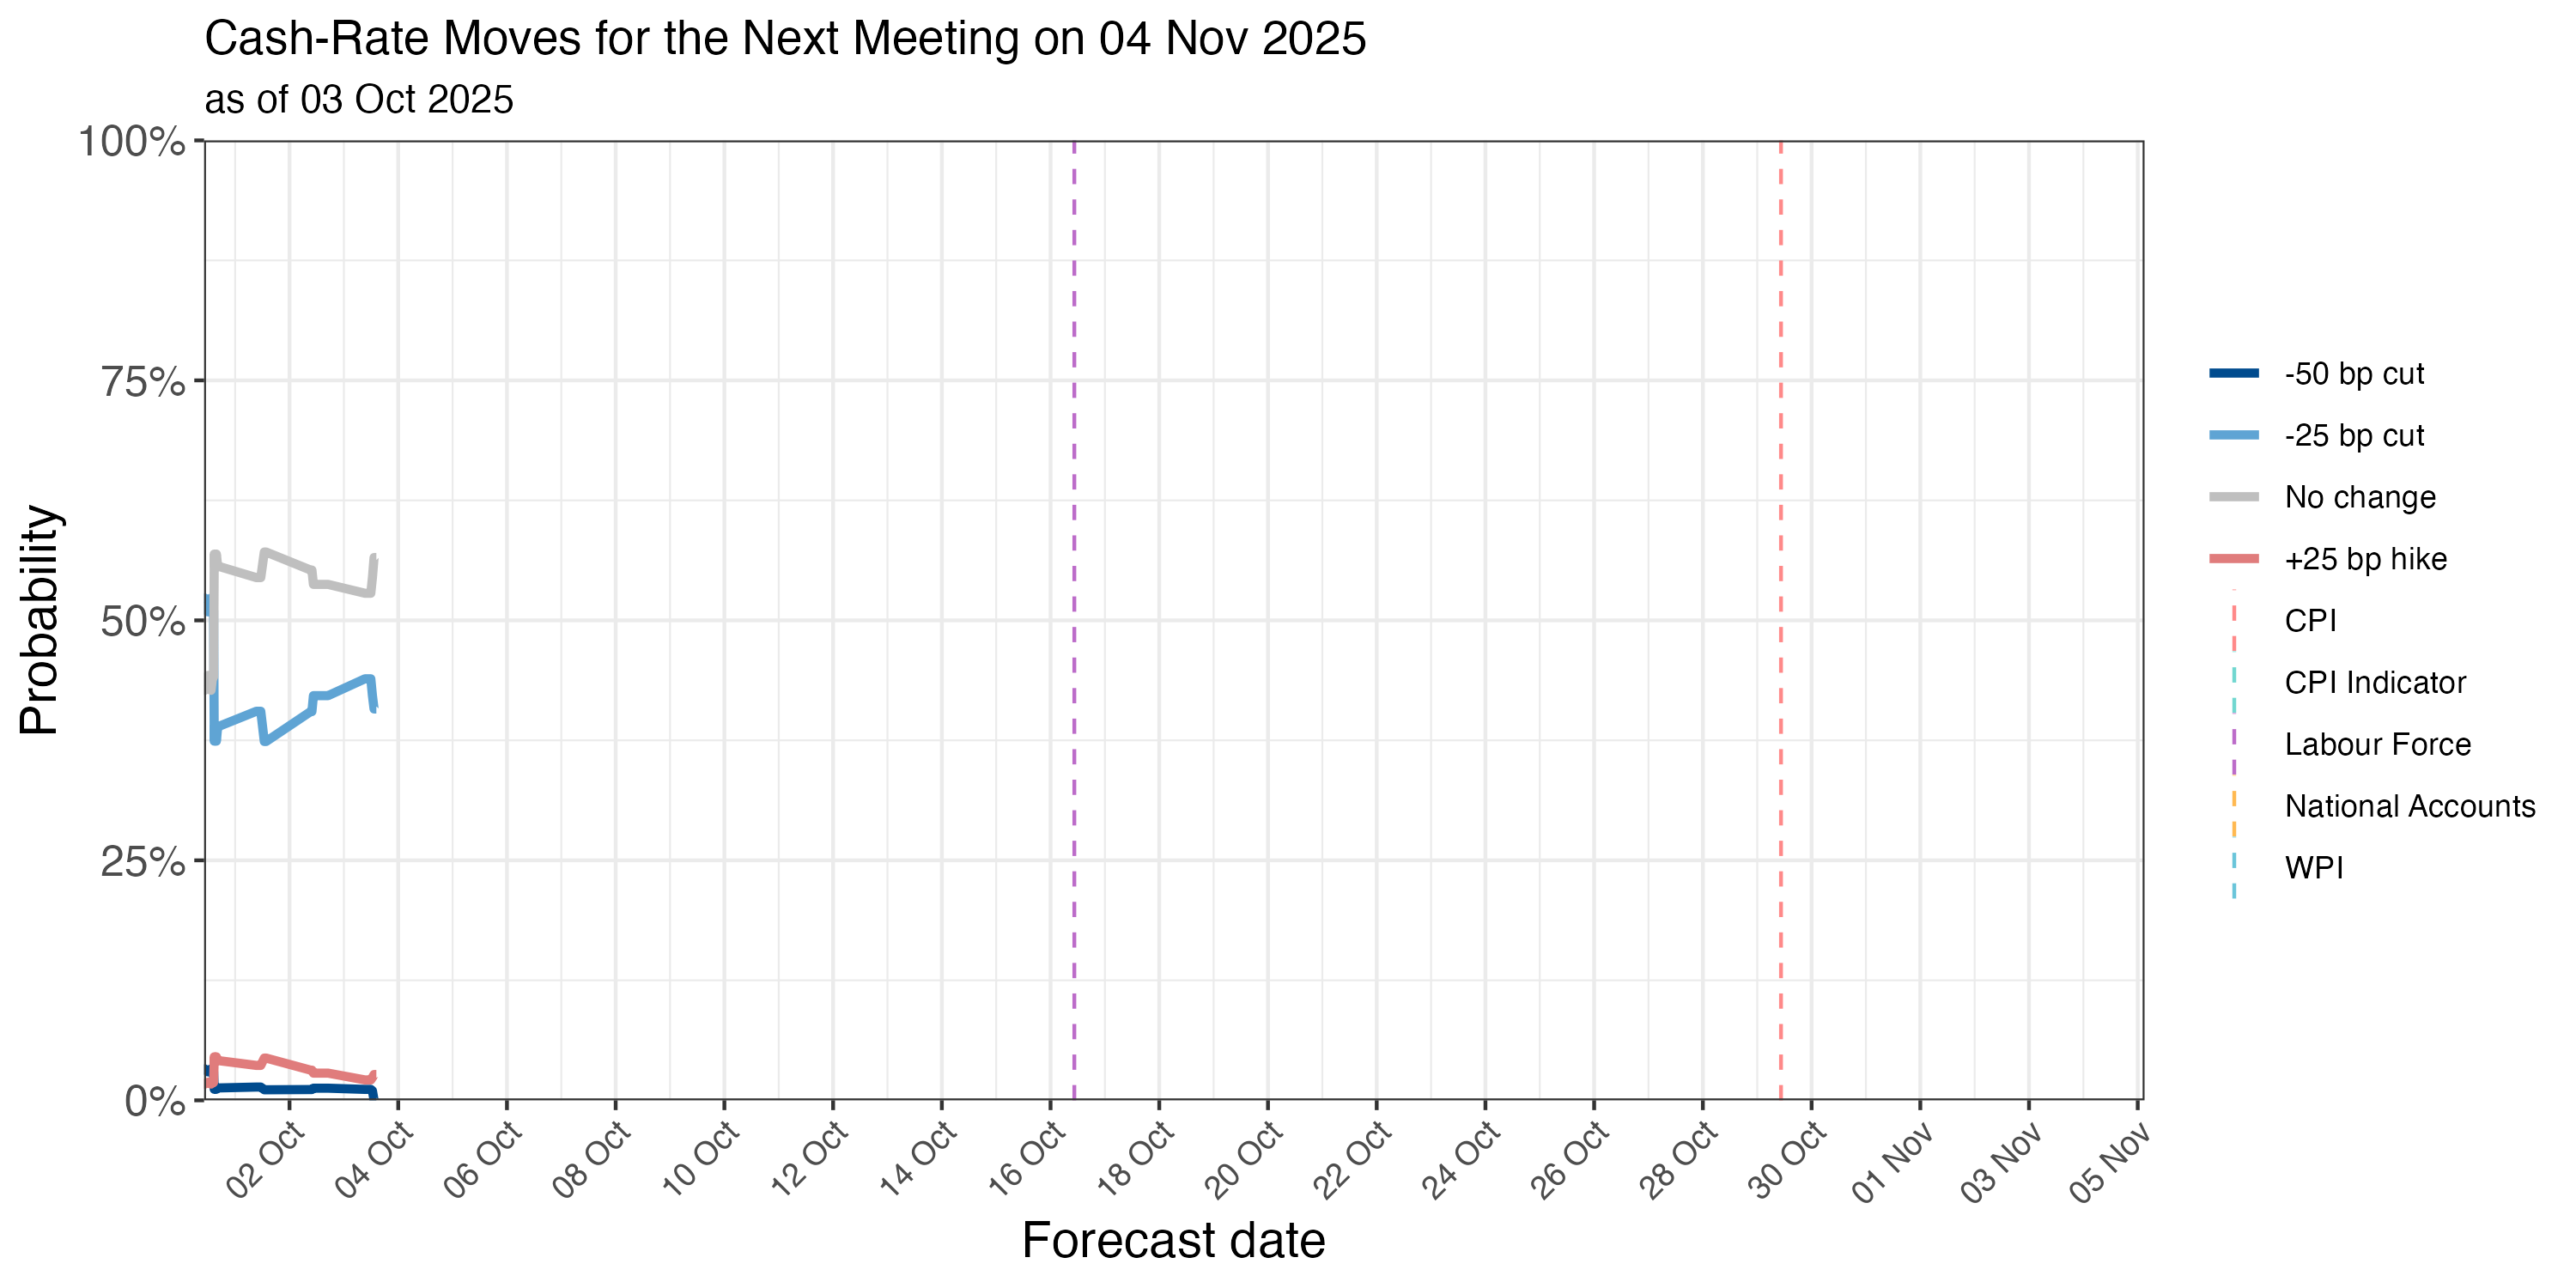 Cash-Rate Moves for the Next Meeting on 04 Nov 2025
as of 03 Oct 2025
Probability
100%
75%
50%
25%
0%
02 Oct
04 Oct
06 Oct
08 Oct
10 Oct
12 Oct
14 Oct
16 Oct
18 Oct
20 Oct
22 Oct
24 Oct
26 Oct
28 Oct
30 Oct
01 Nov
03 Nov
05 Nov
Forecast date
-50 bp cut
-25 bp cut
No change
+25 bp hike
CPI
CPI Indicator
Labour Force
National Accounts
WPI